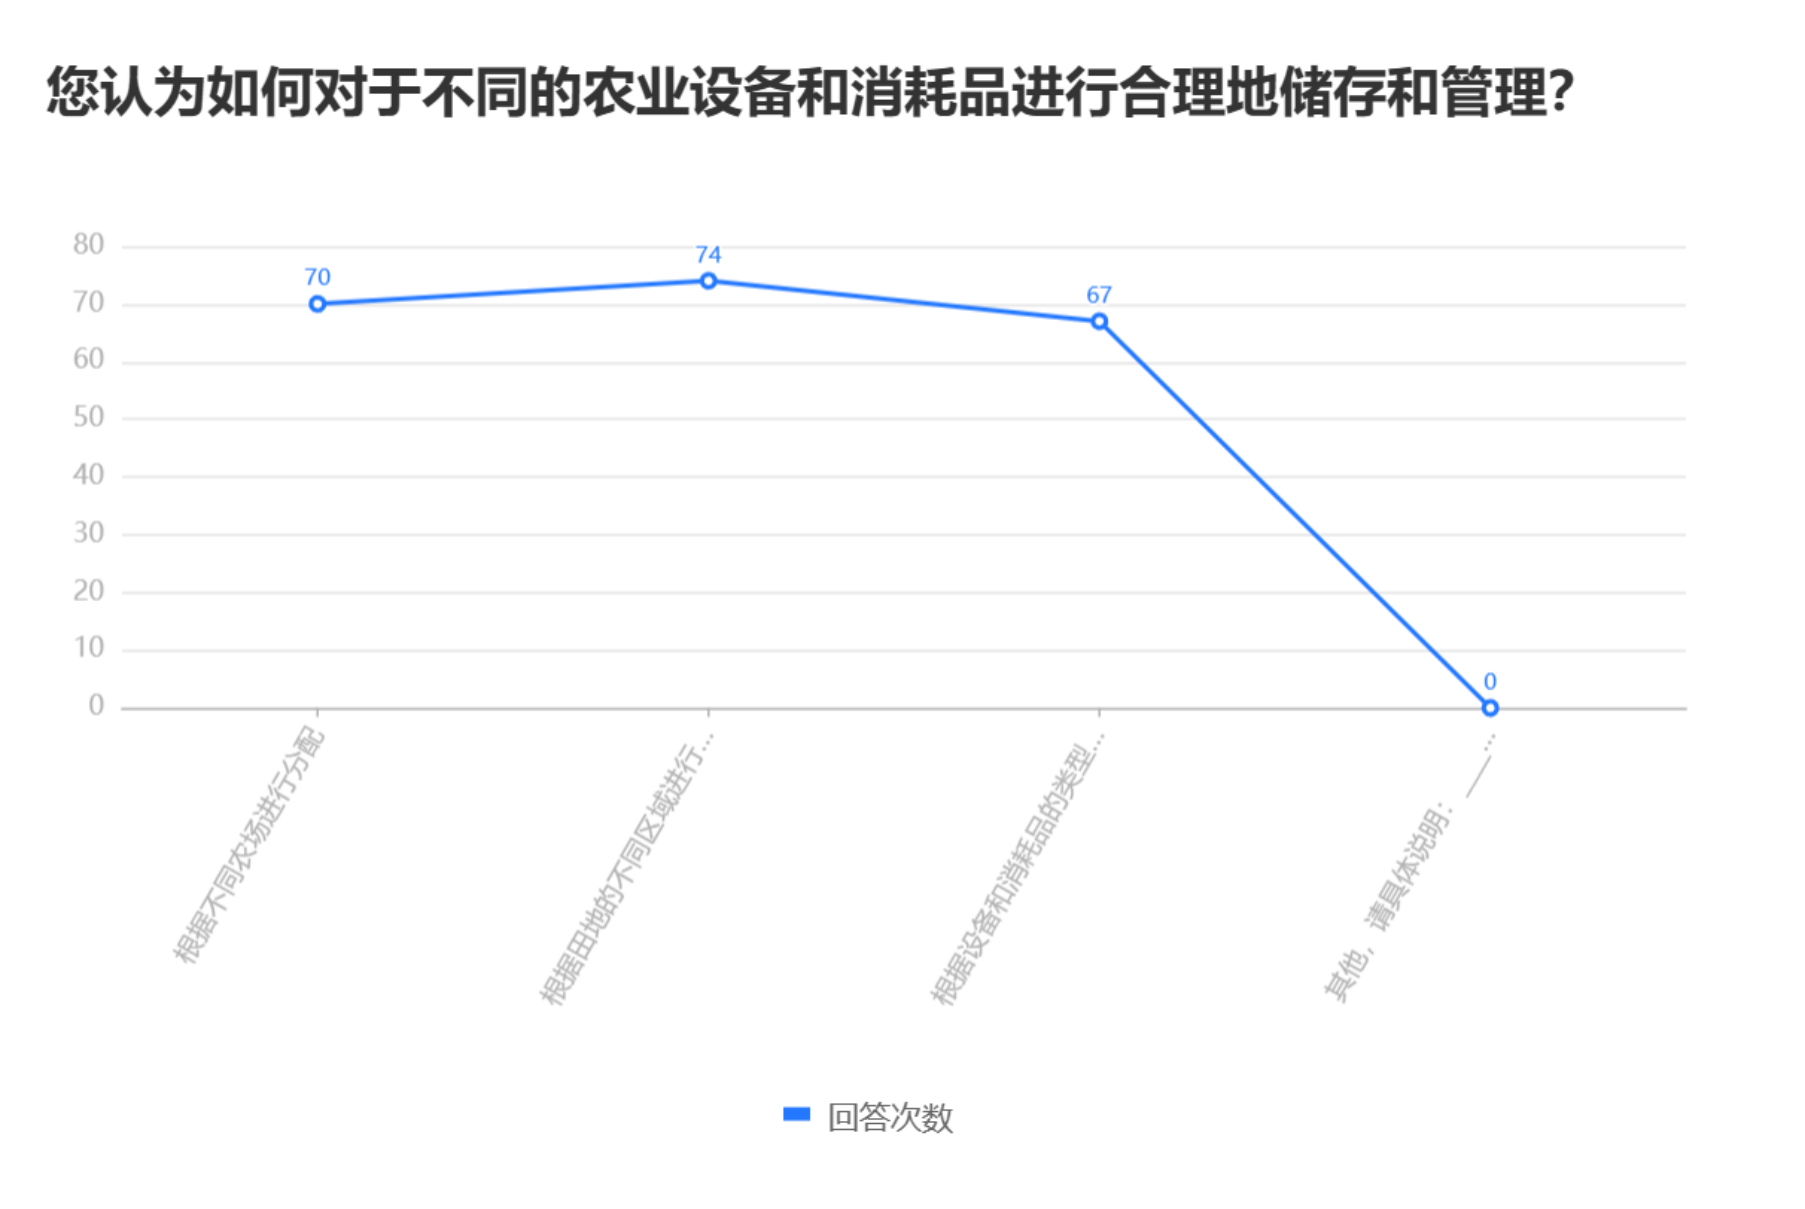 您认为如何对于不同的农业设备和消耗品进行合理地储存和管理?
80
70
60
50
40
30
20
10
0
70
74
67
0
根据不同农场进行分配
根据田地的不同区域进行...
根据设备和消耗品的类型...
其他，请具体说明：___...
回答次数